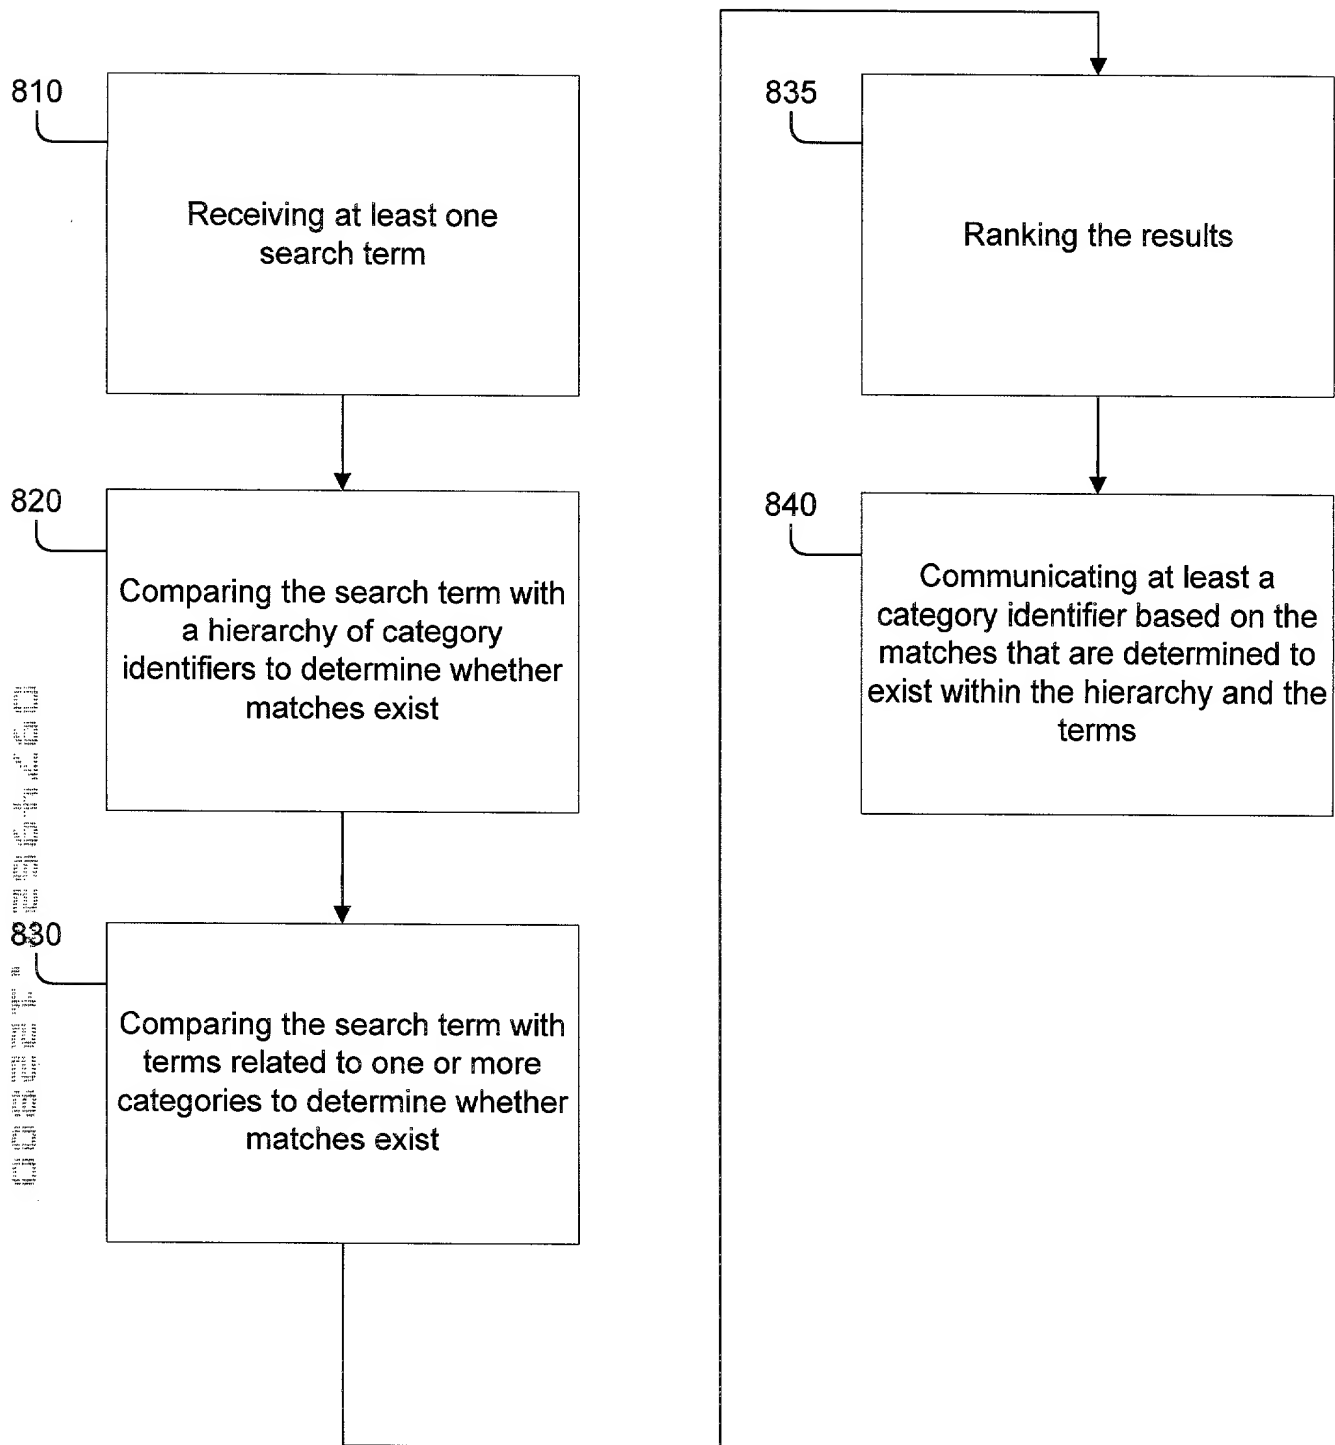 810
Receiving at least one
search term
820
Comparing the search term with
a hierarchy of category
identifiers to determine whether
matches exist
830
Comparing the search term with
terms related to one or more
categories to determine whether
matches exist
835
Ranking the results
840
Communicating at least a
category identifier based on the
matches that are determined to
exist within the hierarchy and the
terms